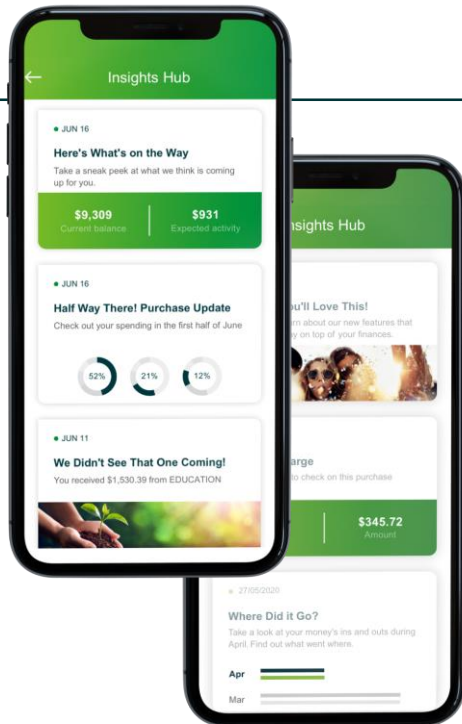 Insights Hub
JUN 16
Here's What's on the Way
Take a sneak peek at what we think is coming
up for you.
$9,309
$931
Current balance
Expected activity
JUN 16
Half Way There! Purchase Update
Check out your spending in the first half of June
52%
21%
12%
JUN 11
We Didn't See That One Coming!
You received $1,530.39 from EDUCATION
Hub
Love This!
about our new features that
on top of your finances.
to check on this purchase
$345.72
Amount
27/05/2020
Where Did it Go?
Take a look at your money's ins and outs during
April. Find out what went where.
Apr
Mar